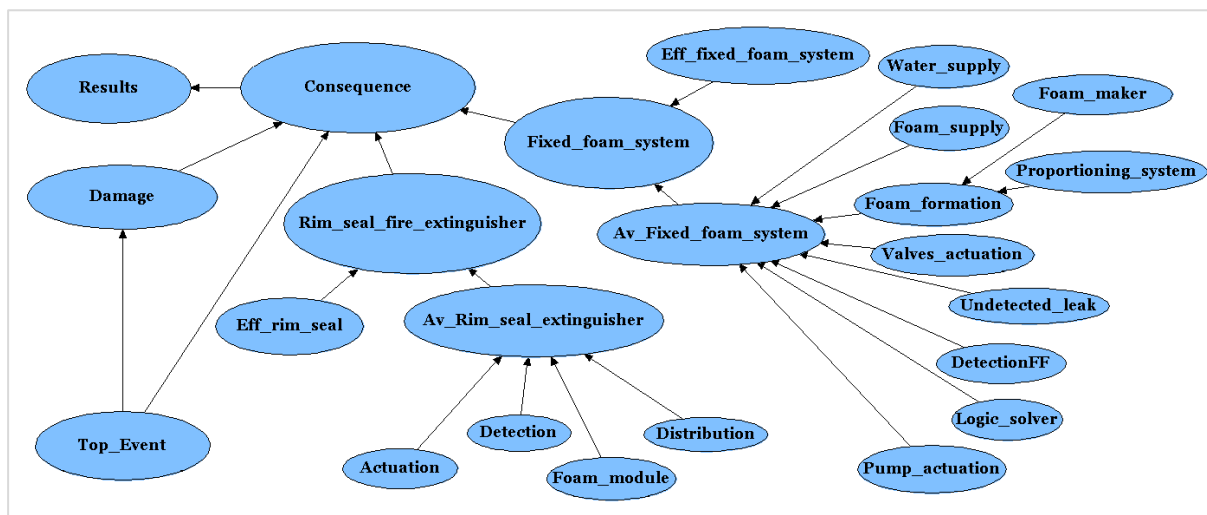 Eff_fixed_foam_system
Water_supply
Results
Consequence
Foam_maker
Foam_supply
Fixed_foam_system
Proportioning_system
Damage
Foam_formation
Rim_seal_fire_extinguisher
Av_Fixed_foam_system
Valves_actuation
Undetected_leak
Eff_rim_seal
Av_Rim_seal_extinguisher
DetectionFF
Logic_solver
Detection
Distribution
Top_Event
Actuation
Foam_module
Pump_actuation